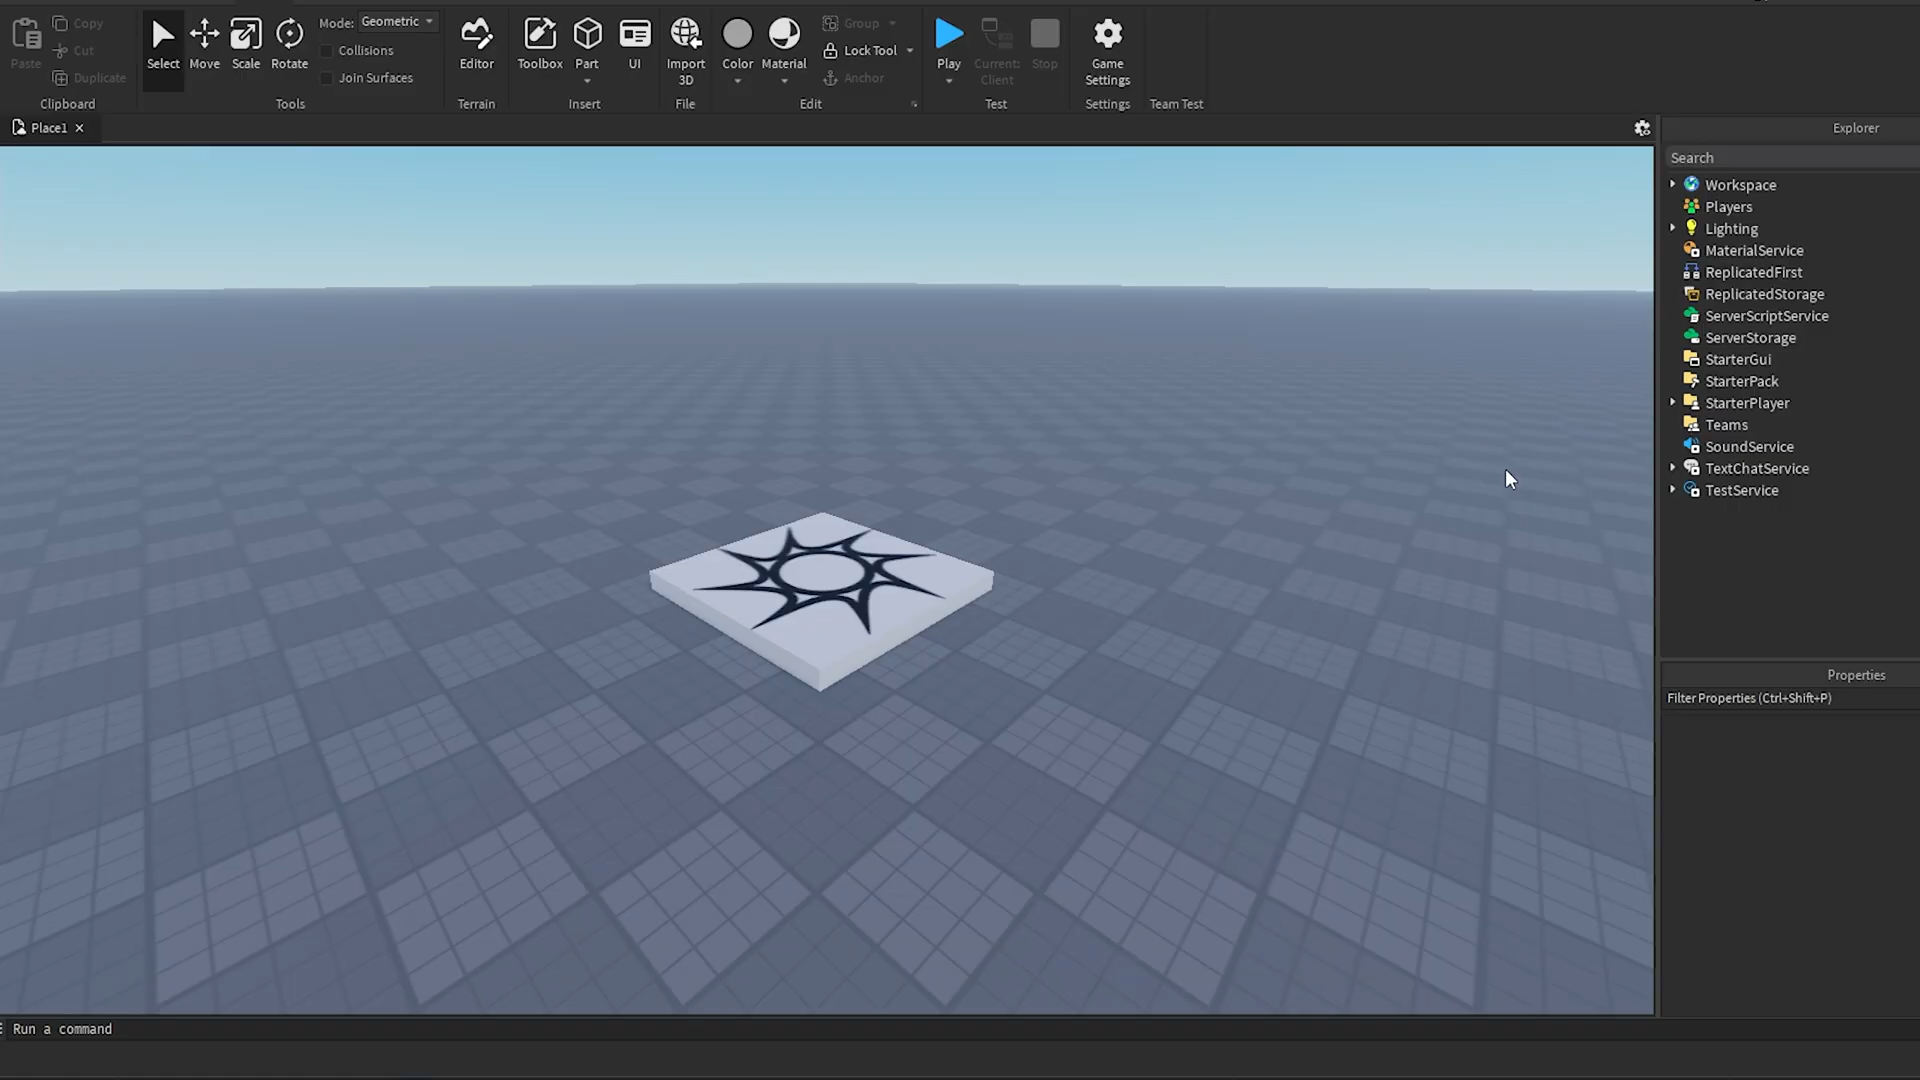 Paste
Copy
Cut
Duplicate
Clipboard
Select
Move
Scale
Rotate
Mode: Geometric
Collisions
Join Surfaces
Tools
Editor
Terrain
Toolbox
Part
UI
Insert
Import
3D
File
Color
Material
Group
Lock Tool
Anchor
Edit
Play
Current:
Client
Stop
Test
Game
Settings
Settings
Team Test
Place1
Explorer
Search
Workspace
Players
Lighting
MaterialService
ReplicatedFirst
ReplicatedStorage
ServerScriptService
ServerStorage
StarterGui
StarterPack
StarterPlayer
Teams
SoundService
TextChatService
TestService
Properties
Filter Properties (Ctrl+Shift+P)
Run a command